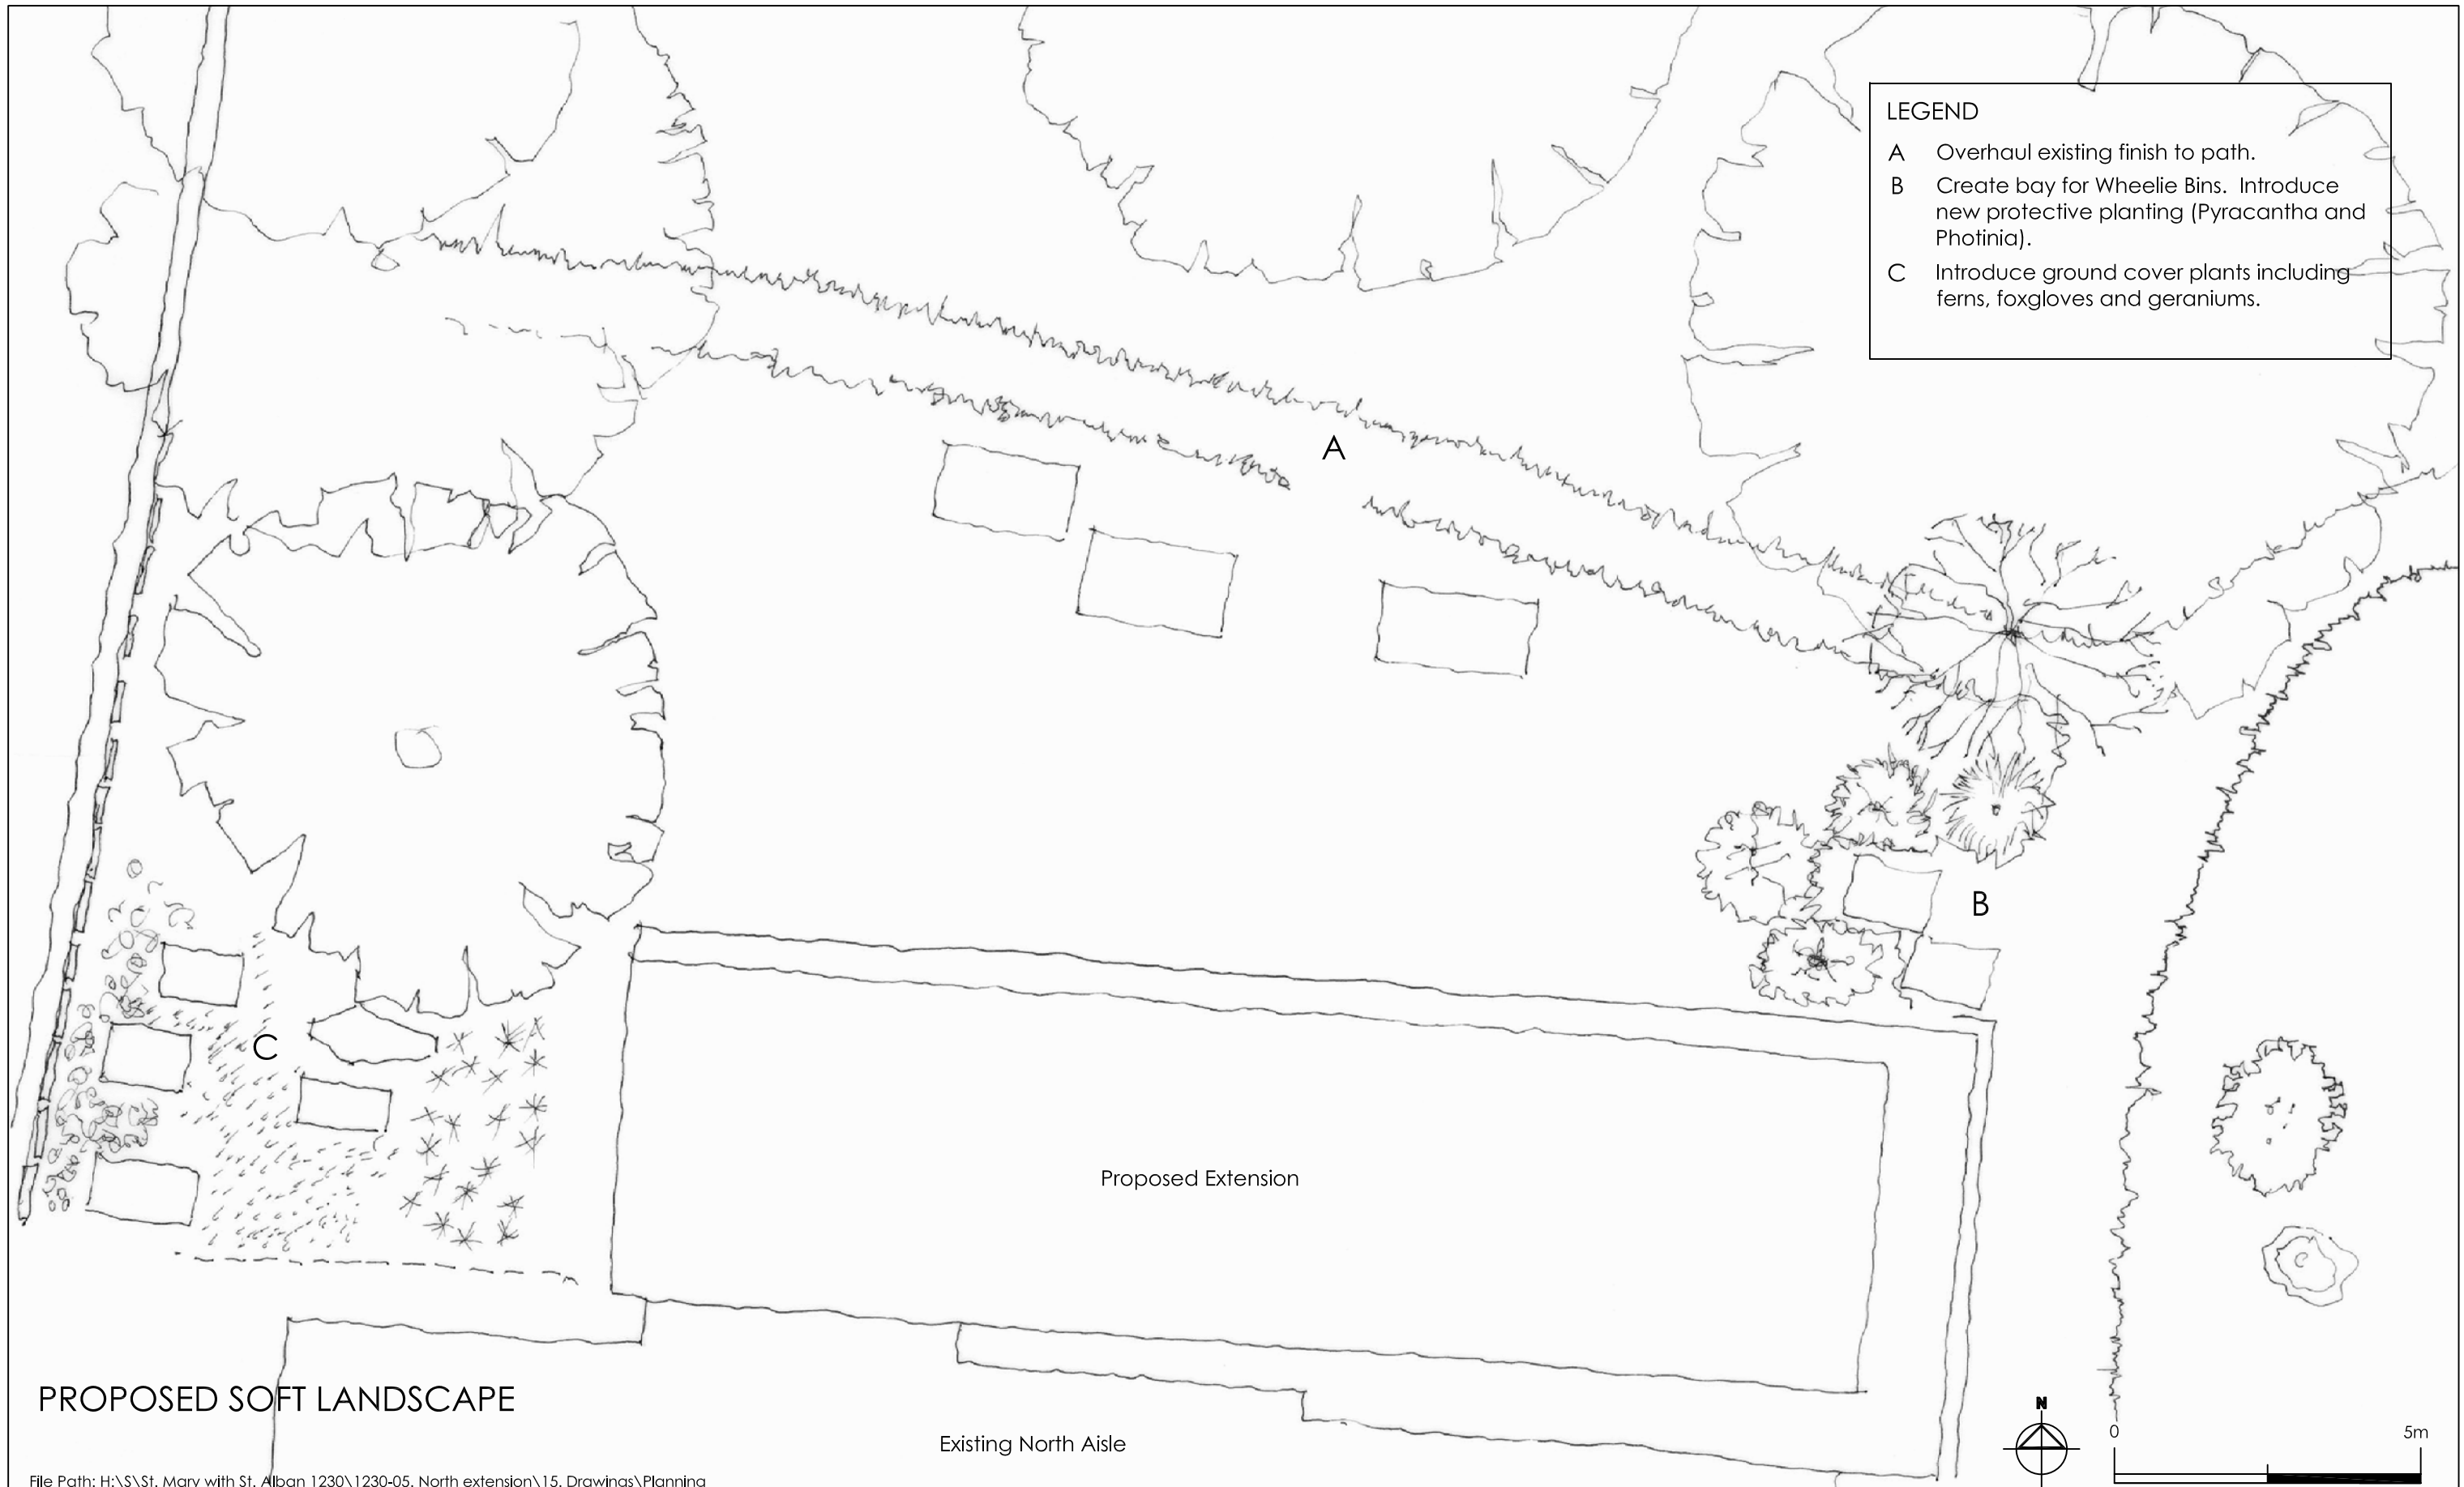 LEGEND
A Overhaul existing finish to path.
B Create bay for Wheelie Bins. Introduce
new protective planting (Pyracantha and
Photinia).
C Introduce ground cover plants including
ferns, foxgloves and geraniums.
A
B
C
Proposed Extension
PROPOSED SOFT LANDSCAPE
Existing North Aisle
N
0 5m
File Path: H:\S\St. Mary with St. Alban 1230\1230-05. North extension\15. Drawings\Planning